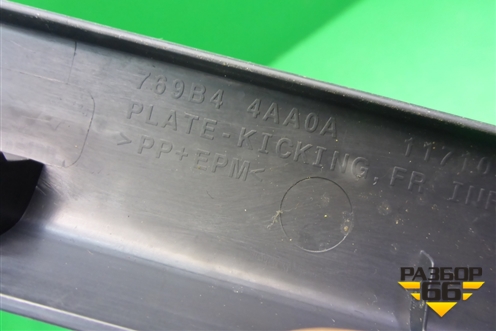 769B4 4AA0A
PLATE-KICKING, FR INR
>PP+EPM<
РАЗБОР
66